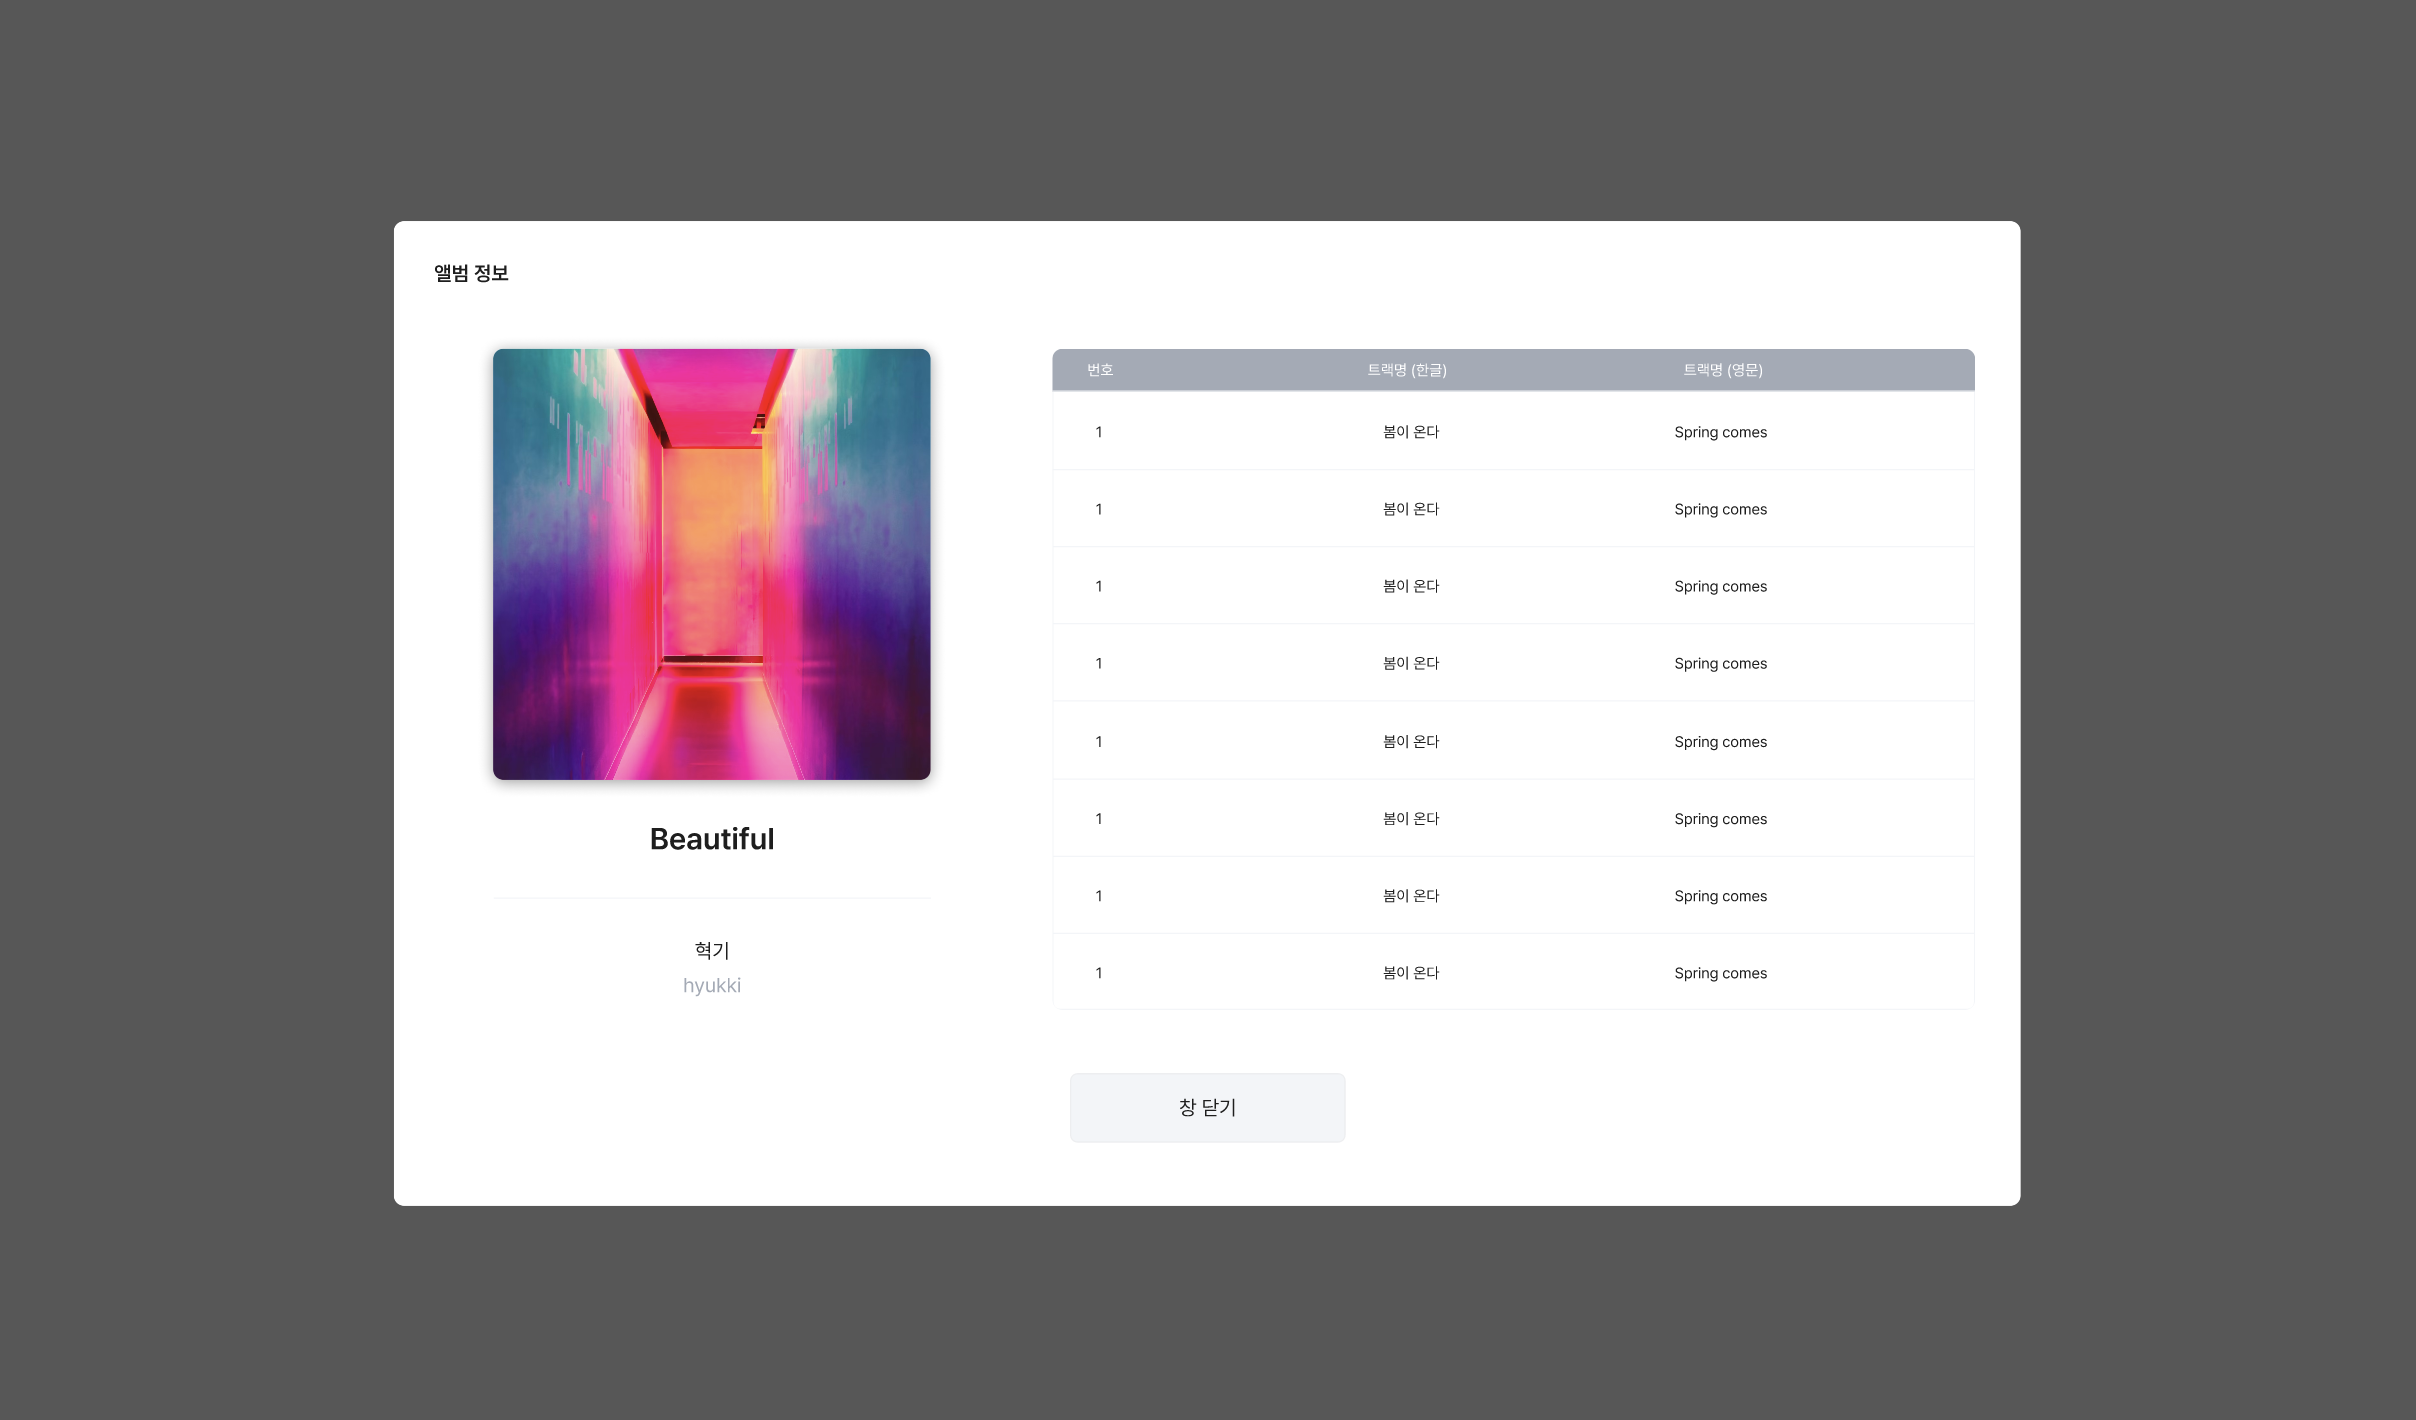 앨범 정보
Beautiful
혁기
hyukki
번호 트랙명 (한글) 트랙명 (영문)
1 봄이 온다 Spring comes
1 봄이 온다 Spring comes
1 봄이 온다 Spring comes
1 봄이 온다 Spring comes
1 봄이 온다 Spring comes
1 봄이 온다 Spring comes
1 봄이 온다 Spring comes
1 봄이 온다 Spring comes
창 닫기